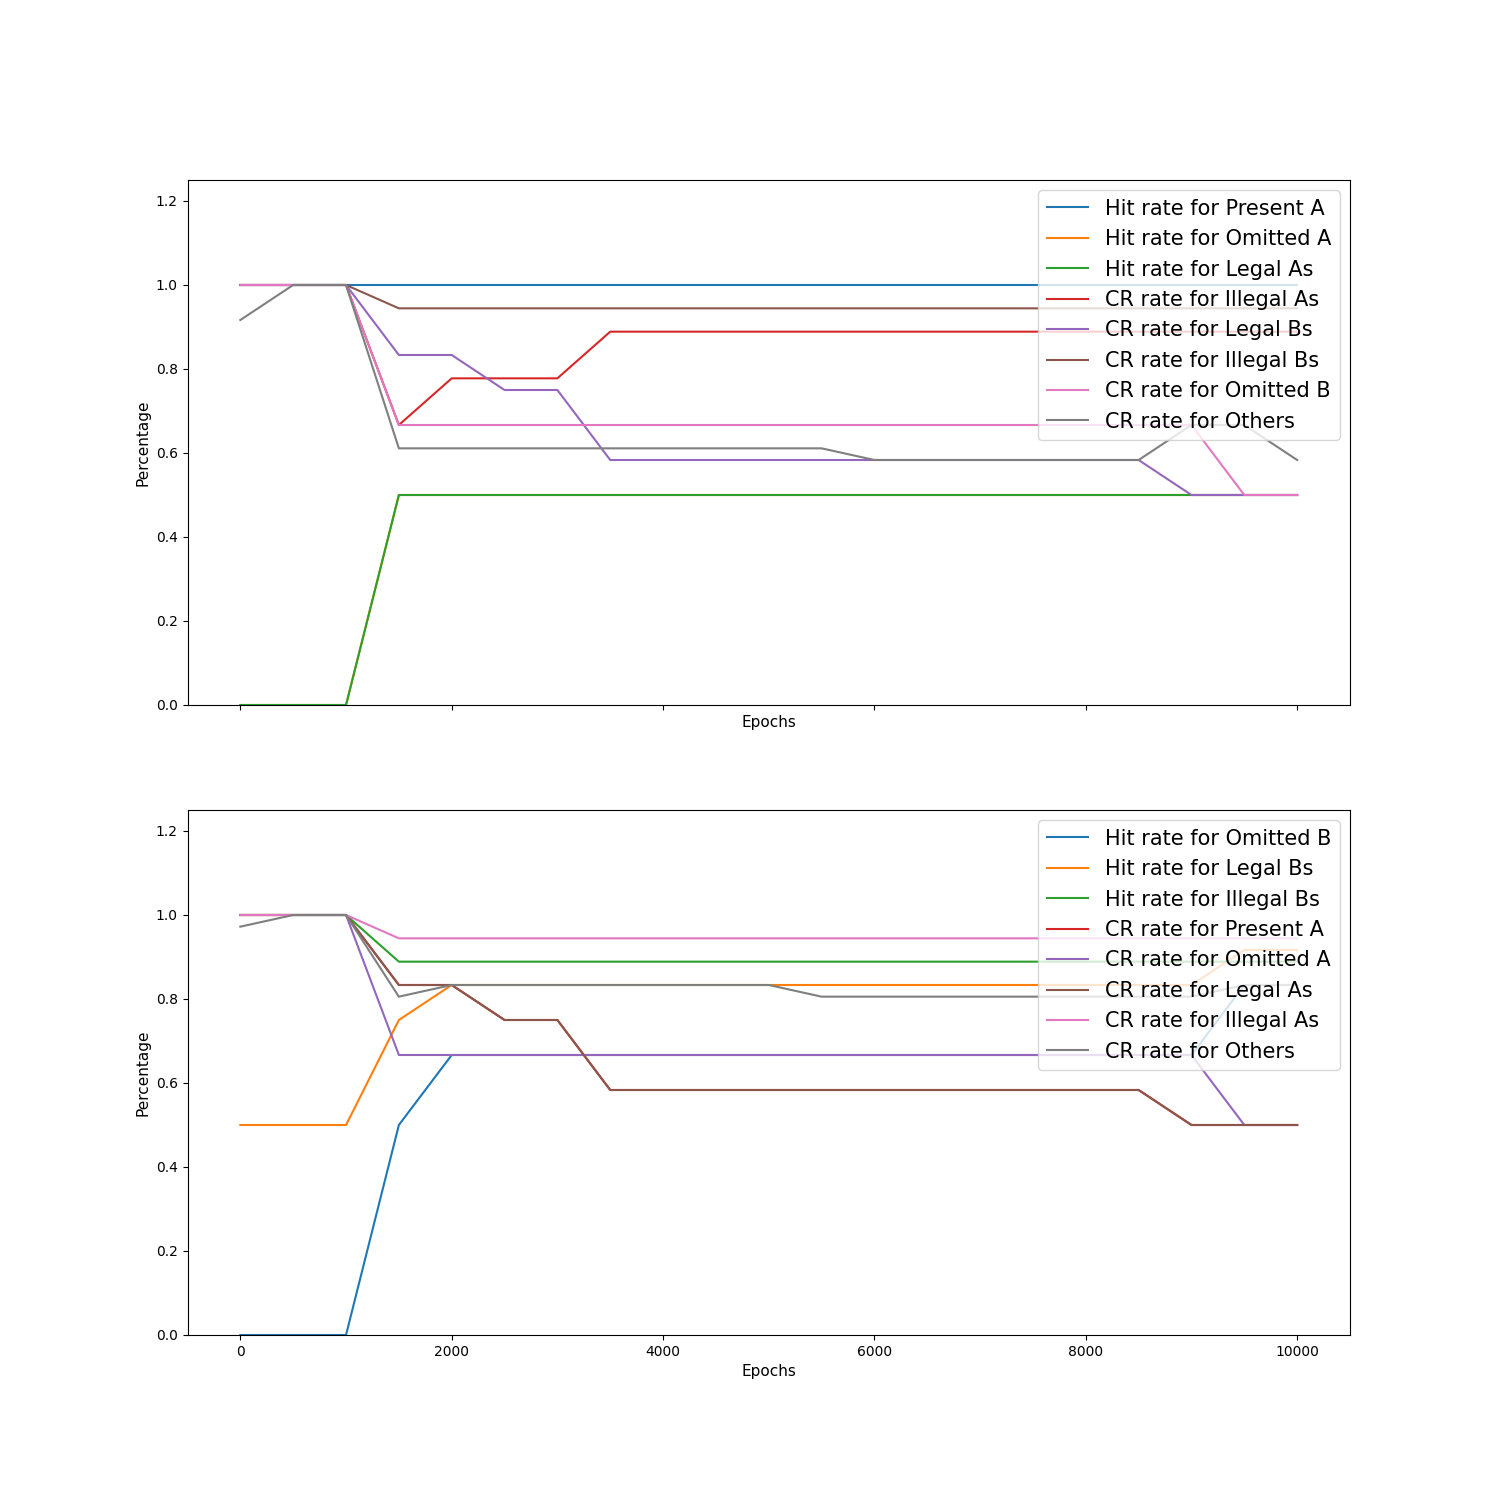 1.2
1.0
0.8
0.6
0.4
0.2
0.0
Percentage
Epochs
Hit rate for Present A
Hit rate for Omitted A
Hit rate for Legal As
CR rate for Illegal As
CR rate for Legal Bs
CR rate for Illegal Bs
CR rate for Omitted B
CR rate for Others
1.2
1.0
0.8
0.6
0.4
0.2
0.0
Percentage
0 2000 4000 6000 8000 10000
Epochs
Hit rate for Omitted B
Hit rate for Legal Bs
Hit rate for Illegal Bs
CR rate for Present A
CR rate for Omitted A
CR rate for Legal As
CR rate for Illegal As
CR rate for Others